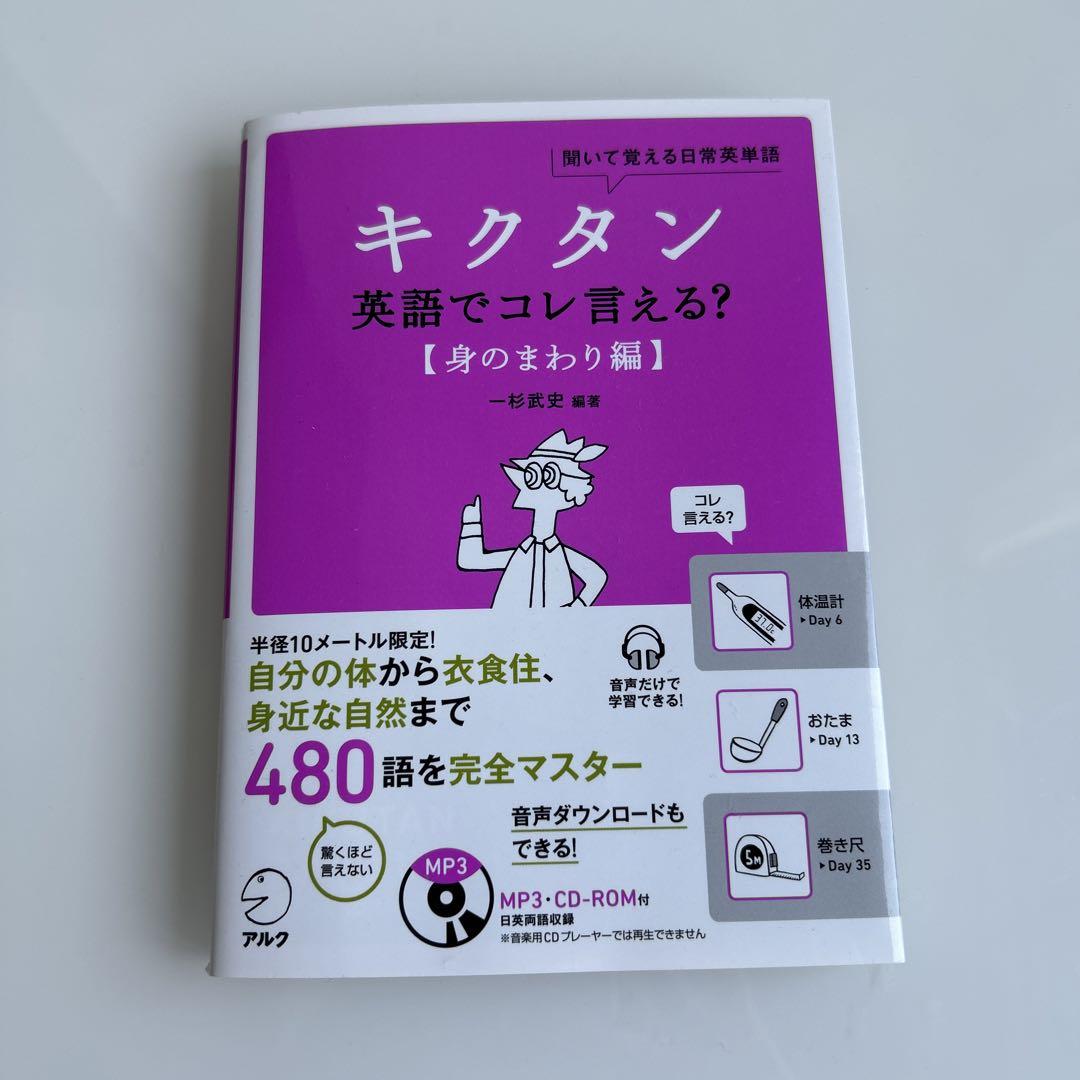 聞いて覚える日常英単語
キクタン
英語でコレ言える?
【身のまわり編】
一杉武史 編著
コレ
言える?
体温計
▶Day 6
37.0c
おたま
▶Day 13
巻き尺
▶Day 35
5M
半径10メートル限定!
自分の体から衣食住、
身近な自然まで
480語を完全マスター
音声だけで
学習できる!
驚くほど
言えない
音声ダウンロードも
できる!
MP3
MP3・CD-ROM付
日英両語収録
※音楽用CDプレーヤーでは再生できません
アルク